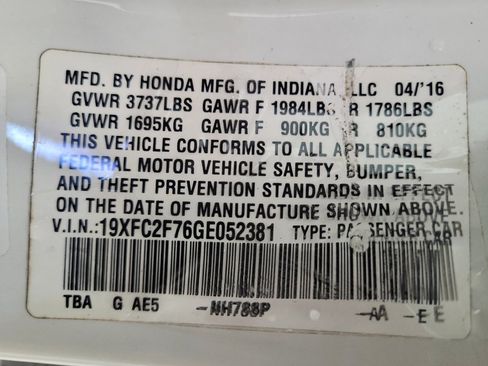 MFD. BY HONDA MFG. OF INDIANA, LLC 04/'16
GVWR 3737LBS GAWR F 1984LBS R 1786LBS
GVWR 1695KG GAWR F 900KG R 810KG
THIS VEHICLE CONFORMS TO ALL APPLICABLE
FEDERAL MOTOR VEHICLE SAFETY, BUMPER,
AND THEFT PREVENTION STANDARDS IN EFFECT
ON THE DATE OF MANUFACTURE SHOWN ABOVE.
V.I.N.: 19XFC2F76GE052381 TYPE: PASSENGER CAR
TBA G AE5 -NH788P -AA -E E